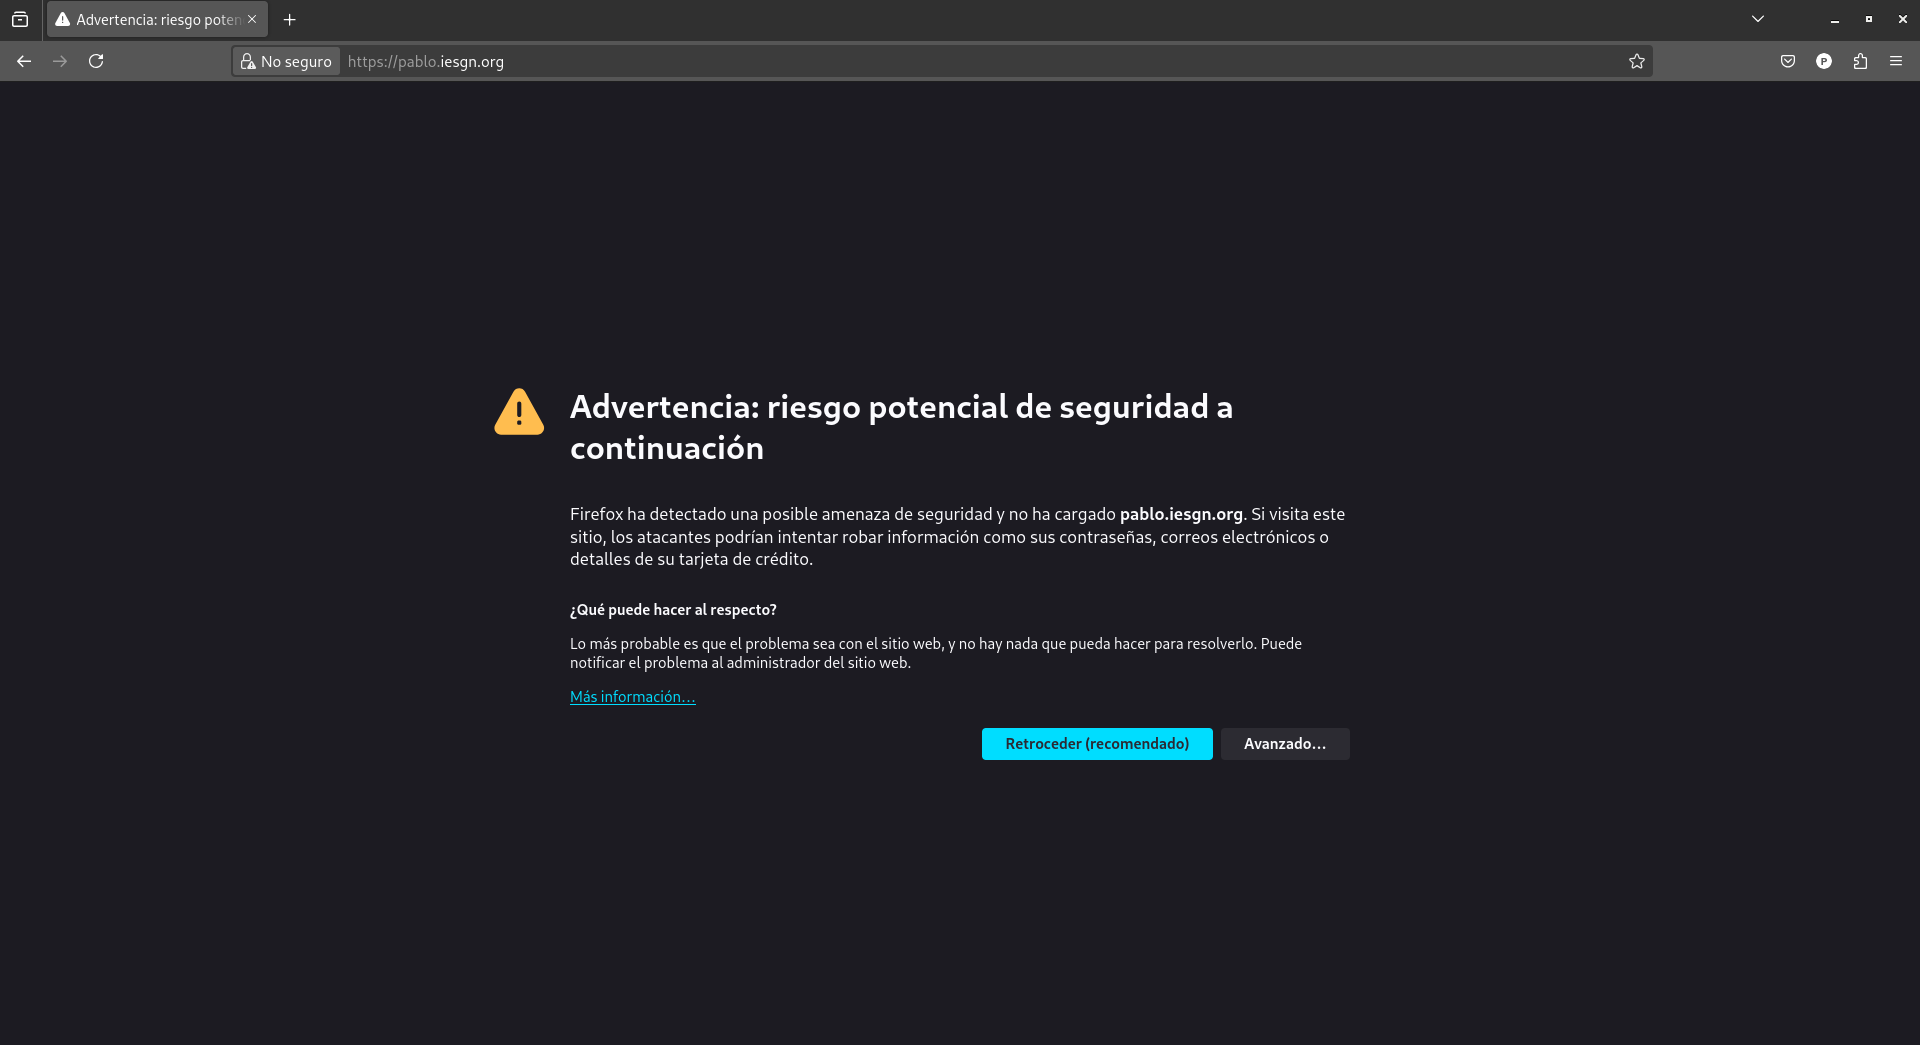 Advertencia: riesgo poten
No seguro
https://pablo.iesgn.org
P
Advertencia: riesgo potencial de seguridad a
continuación
Firefox ha detectado una posible amenaza de seguridad y no ha cargado pablo.iesgn.org. Si visita este
sitio, los atacantes podrían intentar robar información como sus contraseñas, correos electrónicos o
detalles de su tarjeta de crédito.
¿Qué puede hacer al respecto?
Lo más probable es que el problema sea con el sitio web, y no hay nada que pueda hacer para resolverlo. Puede
notificar el problema al administrador del sitio web.
Más información...
Retroceder (recomendado)
Avanzado...